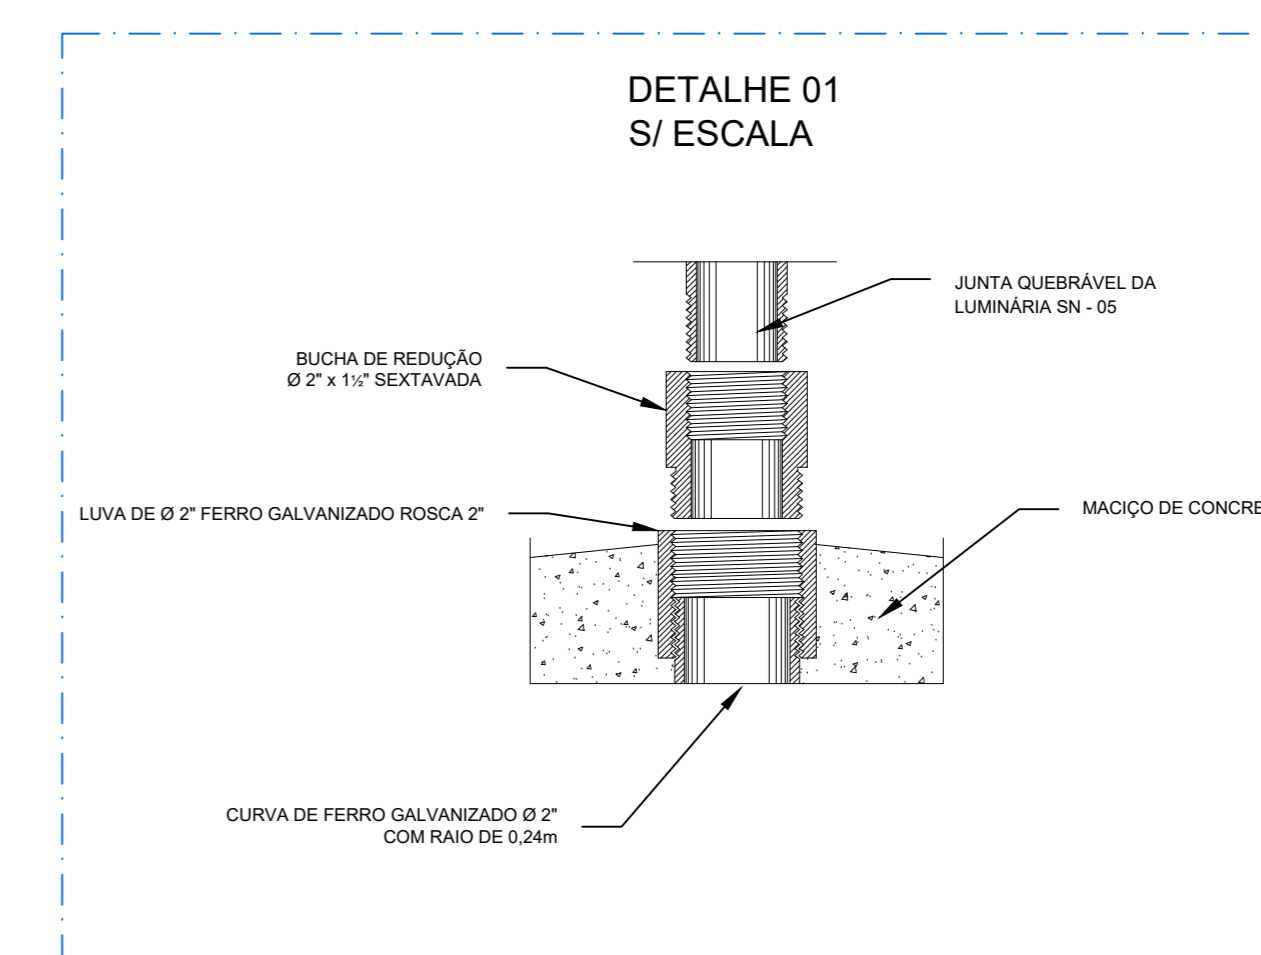 DETALHE 01
S/ ESCALA
JUNTA QUEBRÁVEL DA
LUMINÁRIA SN - 05
BUCHA DE REDUÇÃO
Ø 2" x 1½" SEXTAVADA
LUVA DE Ø 2" FERRO GALVANIZADO ROSCA 2"
MACIÇO DE CONCRE
CURVA DE FERRO GALVANIZADO Ø 2"
COM RAIO DE 0,24m